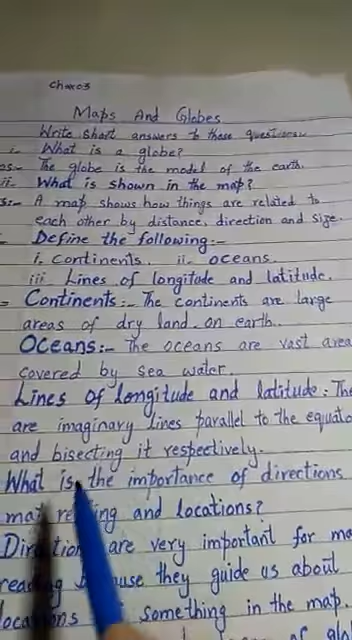 Ch#03
Maps And Globes
Write short answers to these questions.
i. What is a globe?
The globe is the model of the earth.
ii. What is shown in the map?
A map shows how things are related to
each other by distance, direction and size.
Define the following:-
i. continents. ii. oceans.
iii Lines of longitude and latitude.
Continents:- The continents are large
areas of dry land on earth.
Oceans:- The oceans are vast area
covered by sea water.
Lines of longitude and latitude: The
are imaginary lines parallel to the equato
and bisecting it respectively.
What is the importance of directions
map and locations?
are very important for ma
they guide us about
something in the map.